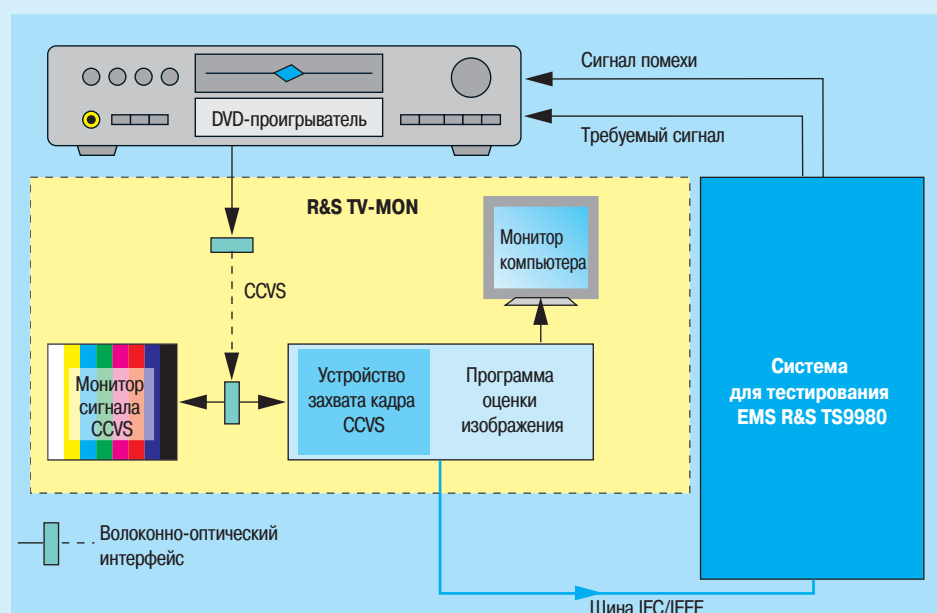 Сигнал помехи
DVD-проигрыватель
Требуемый сигнал
R&S TV-MON
Монитор
компьютера
CCVS
Монитор
сигнала
CCVS
Устройство
захвата кадра
CCVS
Программа
оценки
изображения
Система
для тестирования
EMS R&S TS9980
Волоконно-оптический
интерфейс
Шина IEC/IEEE